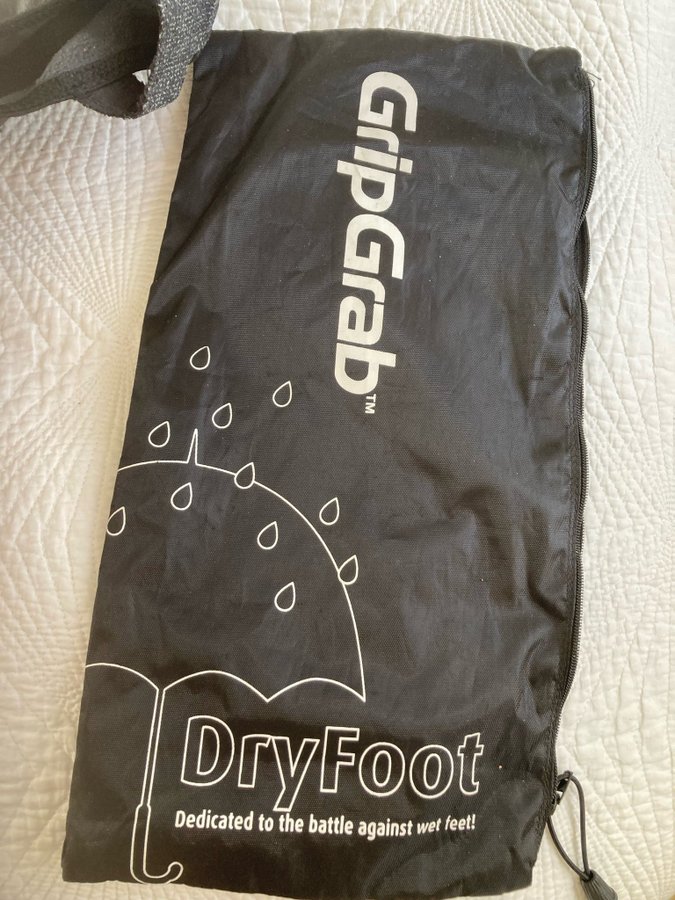 GripGrab™
DryFoot
Dedicated to the battle against wet feet!